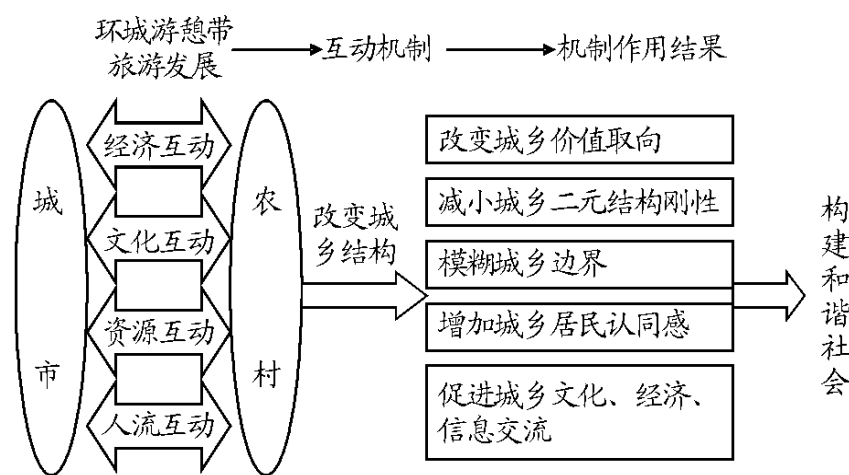 环城游憩带
旅游发展
互动机制
机制作用结果
城市
经济互动
文化互动
资源互动
人流互动
农村
改变城
乡结构
改变城乡价值取向
减小城乡二元结构刚性
模糊城乡边界
增加城乡居民认同感
促进城乡文化、经济、
信息交流
构建和谐社会